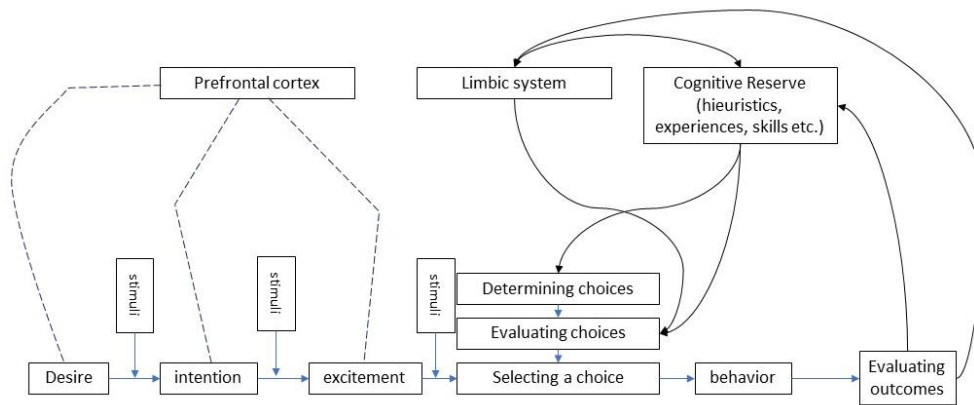 Prefrontal cortex
Limbic system
Cognitive Reserve
(hieuristics,
experiences, skills etc.)
stimuli
stimuli
stimuli
Determining choices
Evaluating choices
Desire
intention
excitement
Selecting a choice
behavior
Evaluating
outcomes